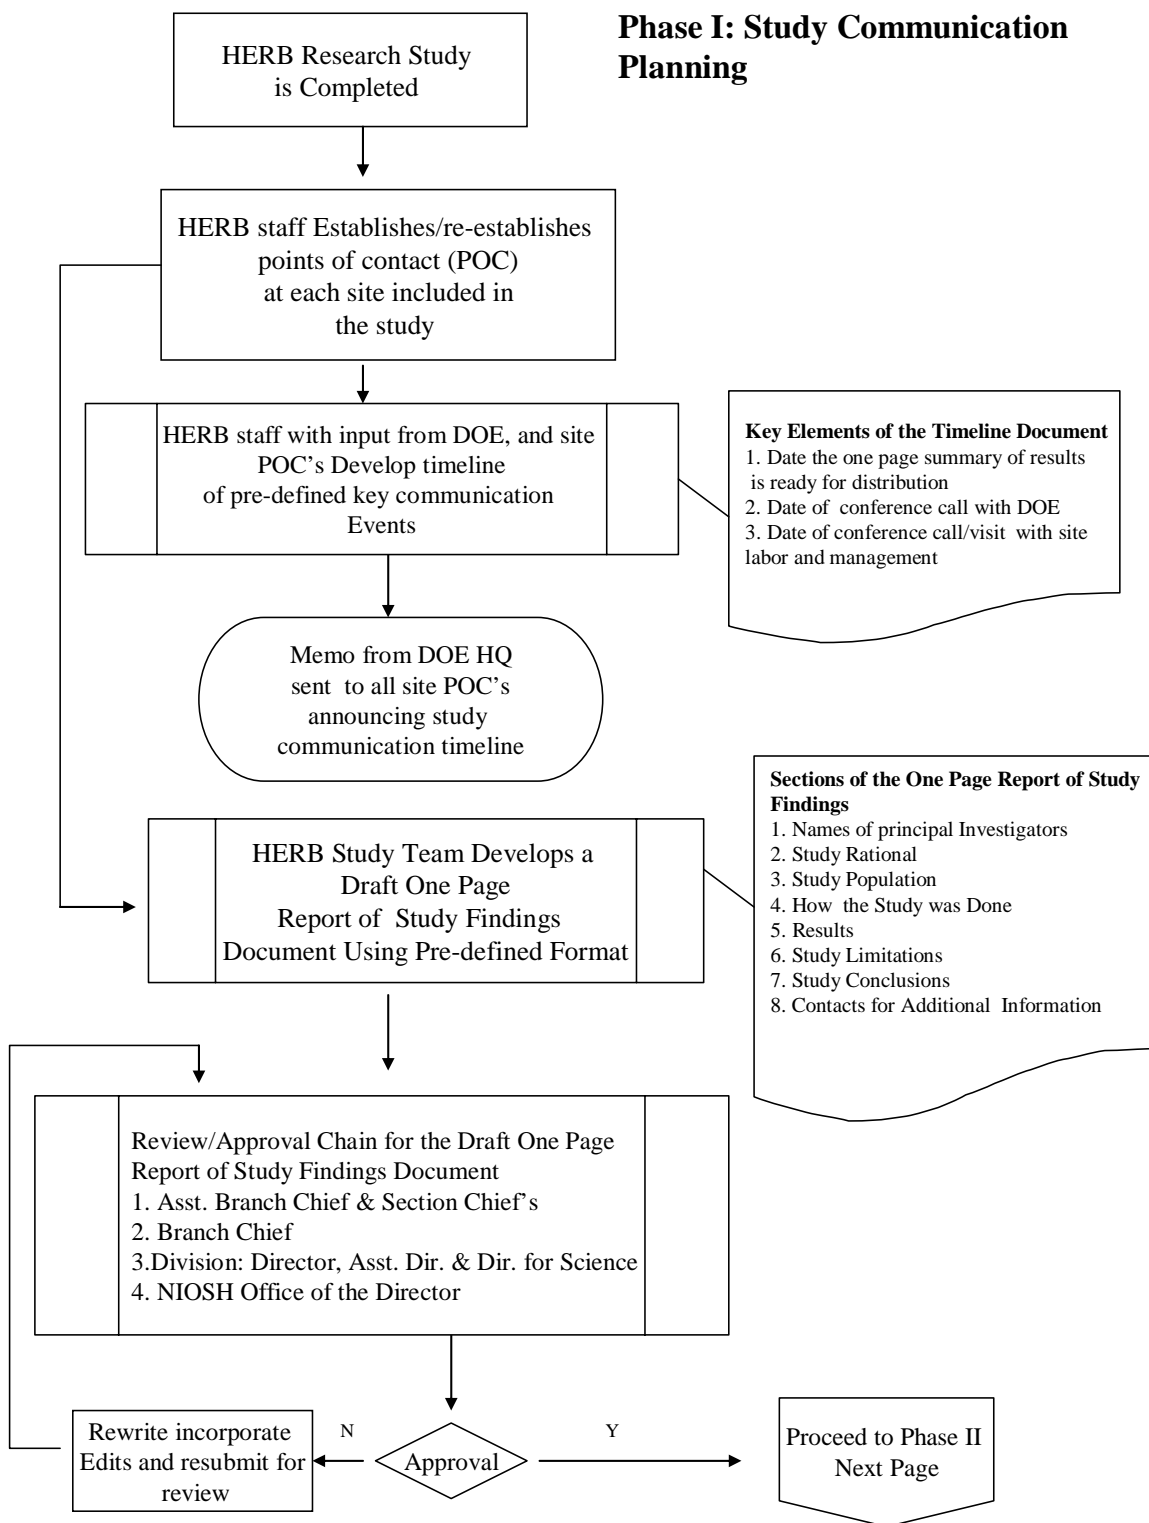 Phase I: Study Communication
Planning
HERB Research Study
is Completed
HERB staff Establishes/re-establishes
points of contact (POC)
at each site included in
the study
HERB staff with input from DOE, and site
POC's Develop timeline
of pre-defined key communication
Events
Key Elements of the Timeline Document
1. Date the one page summary of results
is ready for distribution
2. Date of conference call with DOE
3. Date of conference call/visit with site
labor and management
Memo from DOE HQ
sent to all site POC's
announcing study
communication timeline
Sections of the One Page Report of Study
Findings
1. Names of principal Investigators
2. Study Rational
3. Study Population
4. How the Study was Done
5. Results
6. Study Limitations
7. Study Conclusions
8. Contacts for Additional Information
HERB Study Team Develops a
Draft One Page
Report of Study Findings
Document Using Pre-defined Format
Review/Approval Chain for the Draft One Page
Report of Study Findings Document
1. Asst. Branch Chief & Section Chief's
2. Branch Chief
3.Division: Director, Asst. Dir. & Dir. for Science
4. NIOSH Office of the Director
Rewrite incorporate
Edits and resubmit for
review
N
Approval
Y
Proceed to Phase II
Next Page